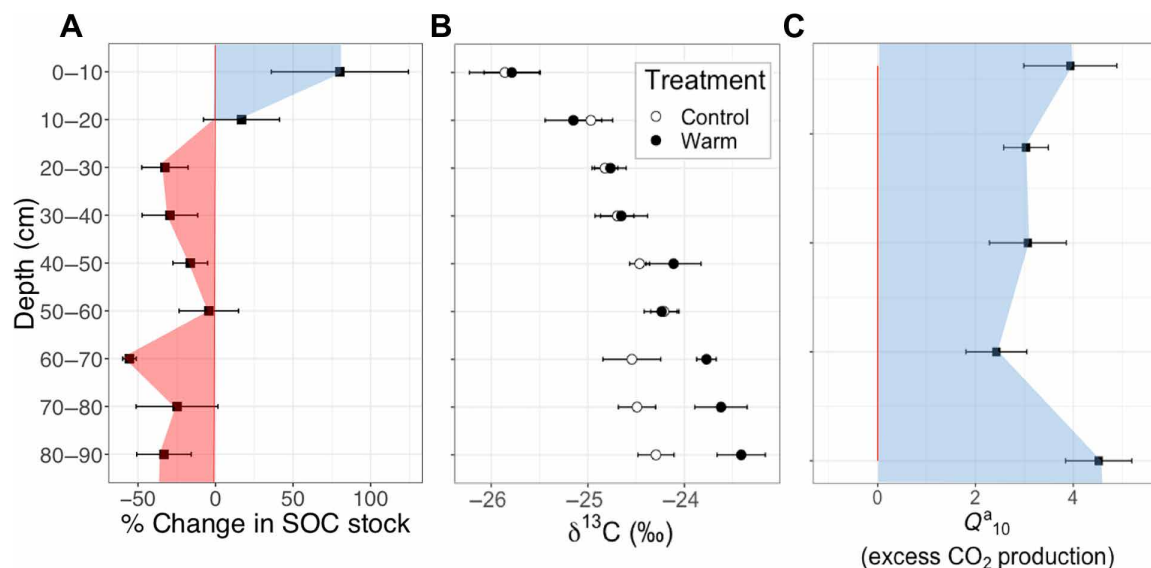 A
B
C
Depth (cm)
0–10
10–20
20–30
30–40
40–50
50–60
60–70
70–80
80–90
−50 0 50 100
% Change in SOC stock
Treatment
Control
Warm
−26 −25 −24
δ¹³C (‰)
0 2 4
Qᵃ₁₀
(excess CO₂ production)